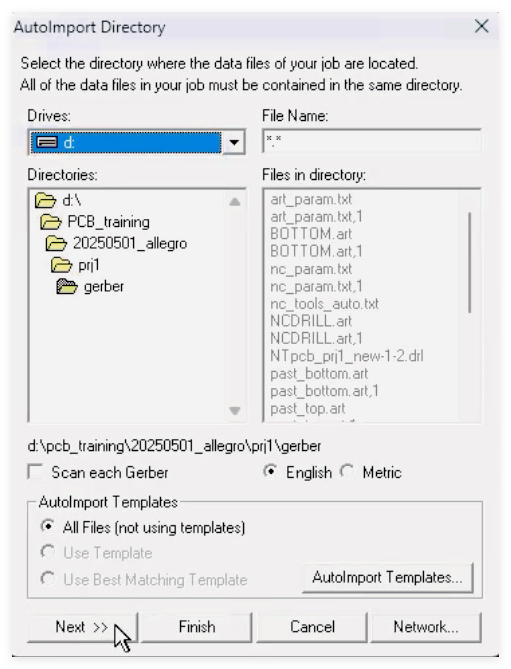 AutoImport Directory
Select the directory where the data files of your job are located.
All of the data files in your job must be contained in the same directory.
Drives:
d:
File Name:
*.*
Directories:
d:\
PCB_training
20250501_allegro
prj1
gerber
Files in directory:
art_param.txt
art_param.txt,1
BOTTOM.art
BOTTOM.art,1
nc_param.txt
nc_param.txt,1
nc_tools_auto.txt
NCDRILL.art
NCDRILL.art,1
NTpcb_prj1_new-1-2.drl
past_bottom.art
past_bottom.art,1
past_top.art
d:\pcb_training\20250501_allegro\prj1\gerber
Scan each Gerber
English
Metric
AutoImport Templates
All Files (not using templates)
Use Template
Use Best Matching Template
AutoImport Templates...
Next >>
Finish
Cancel
Network...